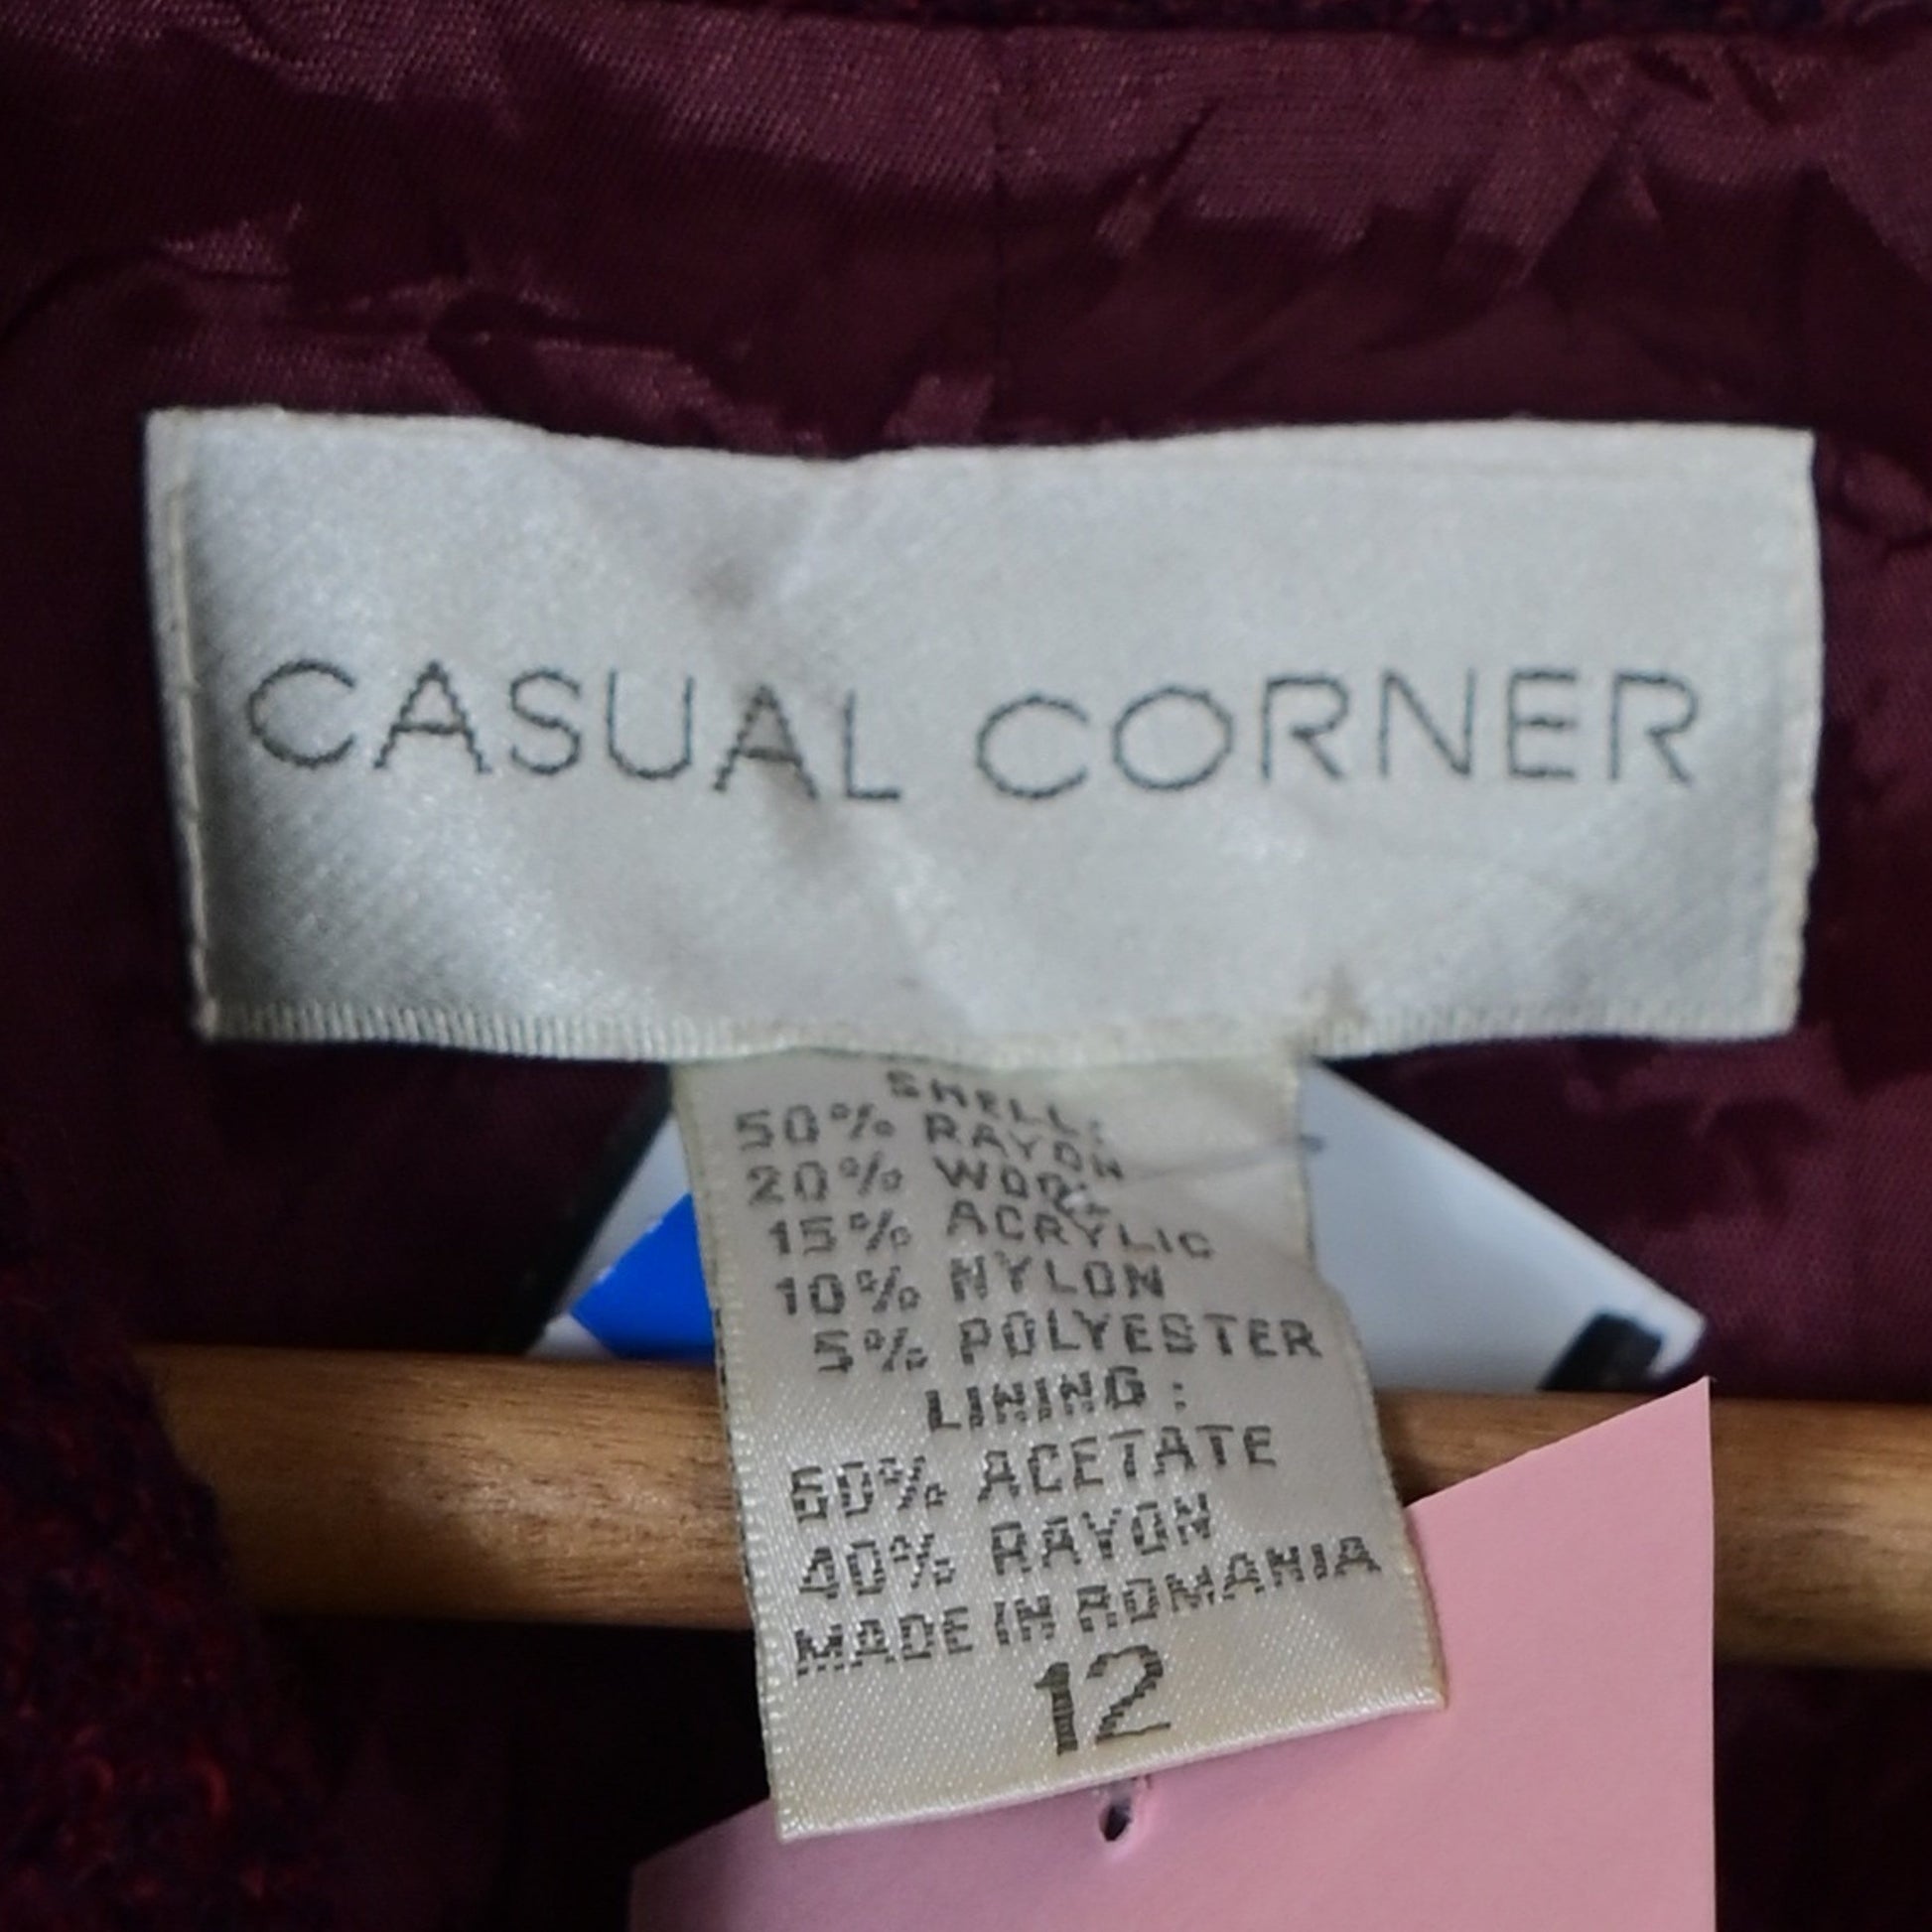 CASUAL CORNER
SHELL:
50% RAYON
20% WOOL
15% ACRYLIC
10% NYLON
5% POLYESTER
LINING:
60% ACETATE
40% RAYON
MADE IN ROMANIA
12